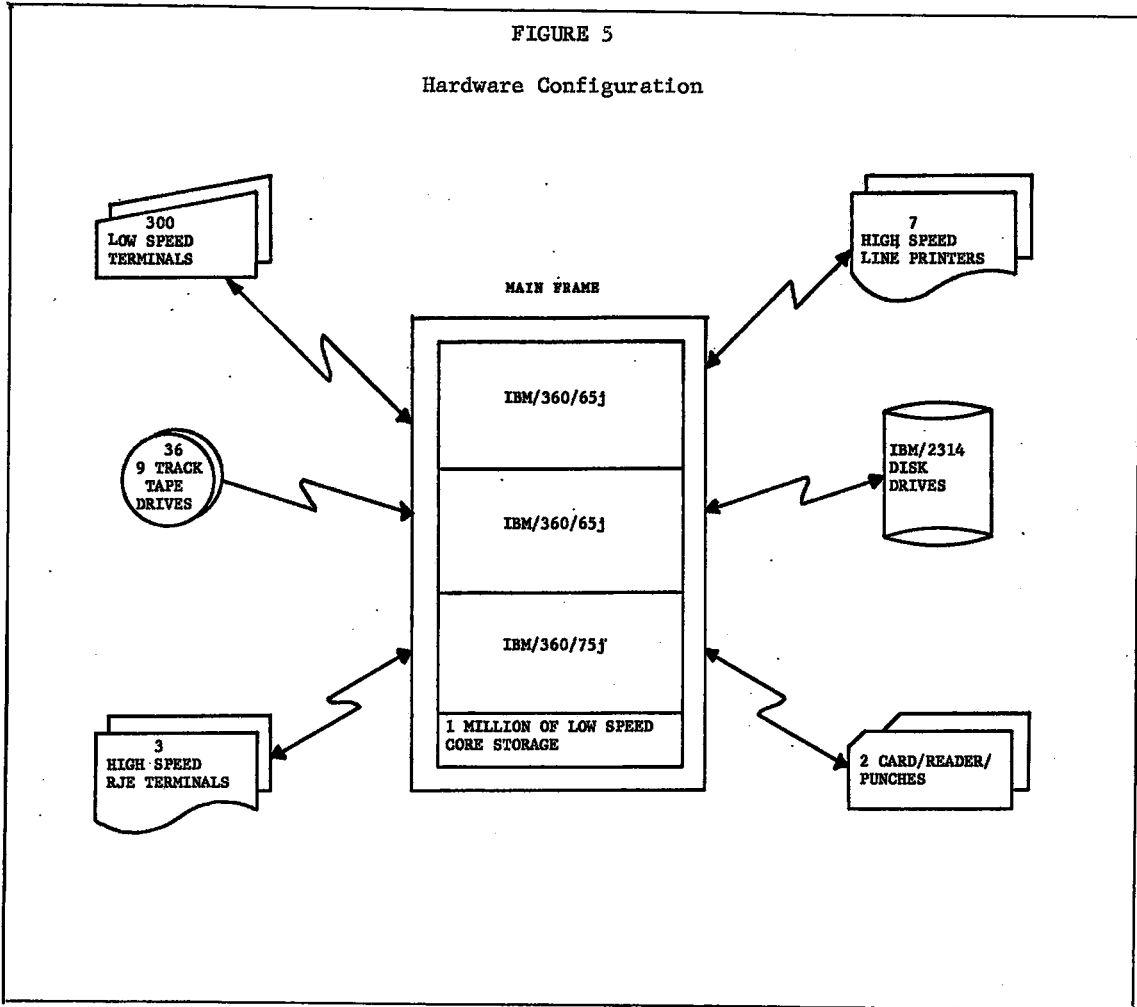 FIGURE 5
Hardware Configuration
300
LOW SPEED
TERMINALS
7
HIGH SPEED
LINE PRINTERS
MAIN FRAME
IBM/360/65j
36
9 TRACK
TAPE
DRIVES
IBM/2314
DISK
DRIVES
IBM/360/65j
IBM/360/75j
1 MILLION OF LOW SPEED
CORE STORAGE
3
HIGH SPEED
RJE TERMINALS
2 CARD/READER/
PUNCHES